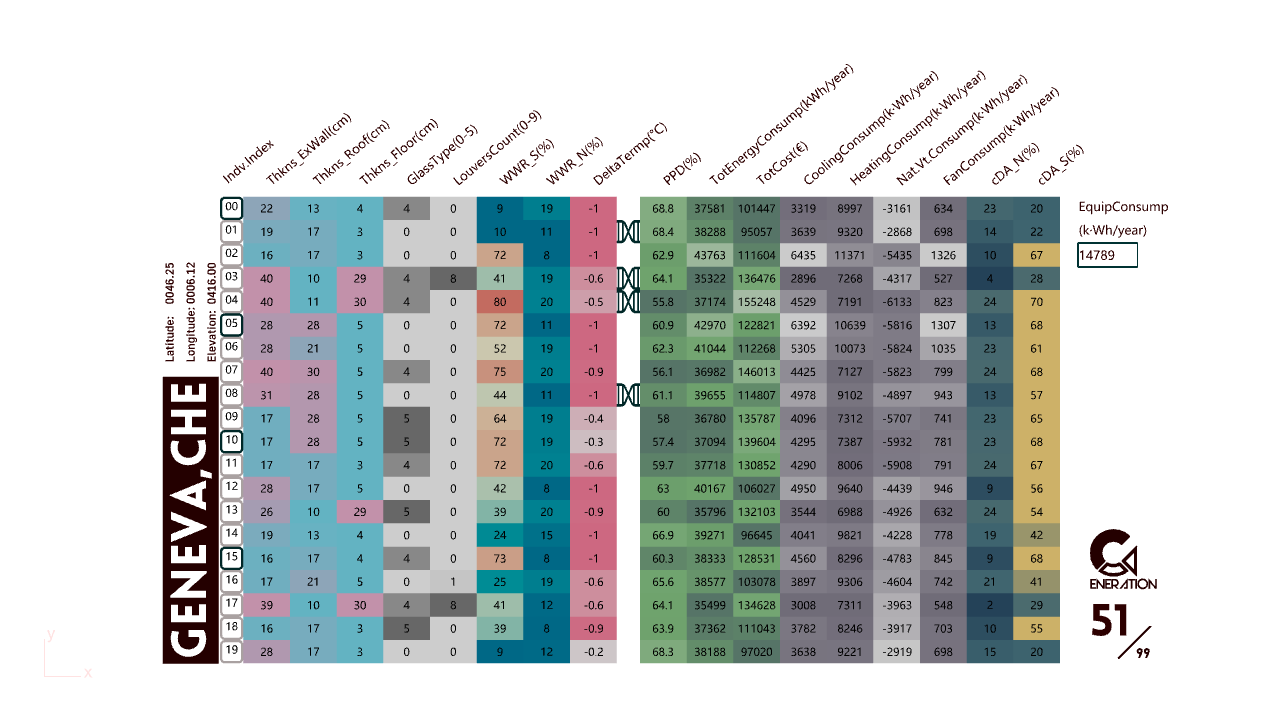 Indv.Index Thkns_ExWall(cm) Thkns_Roof(cm) Thkns_Floor(cm) GlassType(0-5) LouversCount(0-9) WWR_S(%) WWR_N(%) DeltaTermp(°C) PPD(%) TotEnergyConsump(kWh/year) TotCost(€) CoolingConsump(k·Wh/year) HeatingConsump(k·Wh/year) Nat.Vt.Consump(k·Wh/year) FanConsump(k·Wh/year) cDA_N(%) cDA_S(%)
00 22 13 4 4 0 9 19 -1 68.8 37581 101447 3319 8997 -3161 634 23 20
01 19 17 3 0 0 10 11 -1 68.4 38288 95057 3639 9320 -2868 698 14 22
02 16 17 3 0 0 72 8 -1 62.9 43763 111604 6435 11371 -5435 1326 10 67
03 40 10 29 4 8 41 19 -0.6 64.1 35322 136476 2896 7268 -4317 527 4 28
04 40 11 30 4 0 80 20 -0.5 55.8 37174 155248 4529 7191 -6133 823 24 70
05 28 28 5 0 0 72 11 -1 60.9 42970 122821 6392 10639 -5816 1307 13 68
06 28 21 5 0 0 52 19 -1 62.3 41044 112268 5305 10073 -5824 1035 23 61
07 40 30 5 4 0 75 20 -0.9 56.1 36982 146013 4425 7127 -5823 799 24 68
08 31 28 5 0 0 44 11 -1 61.1 39655 114807 4978 9102 -4897 943 13 57
09 17 28 5 5 0 64 19 -0.4 58 36780 135787 4096 7312 -5707 741 23 65
10 17 28 5 5 0 72 19 -0.3 57.4 37094 139604 4295 7387 -5932 781 23 68
11 17 17 3 4 0 72 20 -0.6 59.7 37718 130852 4290 8006 -5908 791 24 67
12 28 17 5 0 0 42 8 -1 63 40167 106027 4950 9640 -4439 946 9 56
13 26 10 29 5 0 39 20 -0.9 60 35796 132103 3544 6988 -4926 632 24 54
14 19 13 4 0 0 24 15 -1 66.9 39271 96645 4041 9821 -4228 778 19 42
15 16 17 4 4 0 73 8 -1 60.3 38333 128531 4560 8296 -4783 845 9 68
16 17 21 5 0 1 25 19 -0.6 65.6 38577 103078 3897 9306 -4604 742 21 41
17 39 10 30 4 8 41 12 -0.6 64.1 35499 134628 3008 7311 -3963 548 2 29
18 16 17 3 5 0 39 8 -0.9 63.9 37362 111043 3782 8246 -3917 703 10 55
19 28 17 3 0 0 9 12 -0.2 68.3 38188 97020 3638 9221 -2919 698 15 20
Latitude: 0046.25
Longitude: 0006.12
Elevation: 0416.00
GENEVA,CHE
EquipConsump
(k·Wh/year)
14789
GENERATION
51/99
y
x